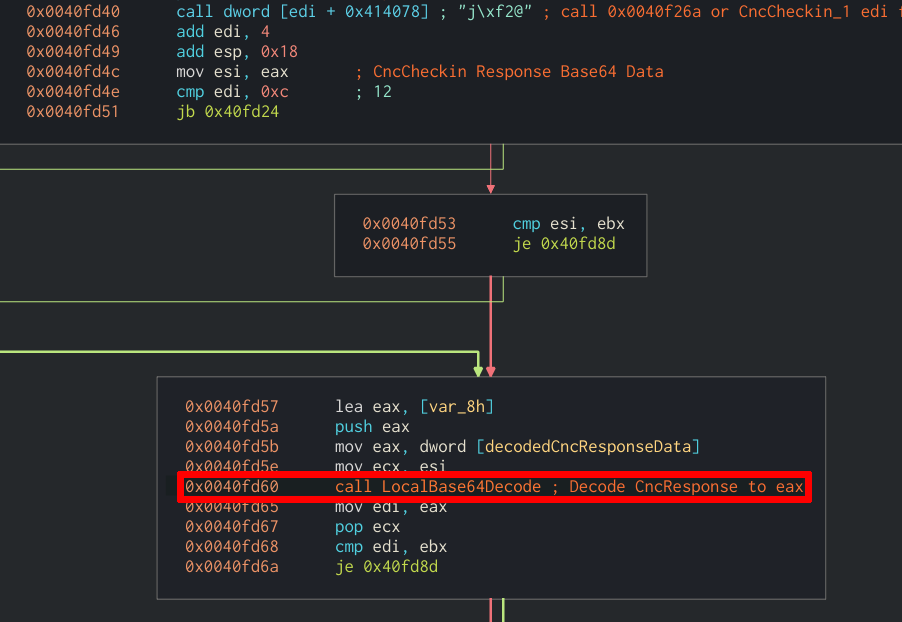 0x0040fd40 call dword [edi + 0x414078] ; "j\xf2@" ; call 0x0040f26a or CncCheckin_1 edi
0x0040fd46 add edi, 4
0x0040fd49 add esp, 0x18
0x0040fd4c mov esi, eax ; CncCheckin Response Base64 Data
0x0040fd4e cmp edi, 0xc ; 12
0x0040fd51 jb 0x40fd24
0x0040fd53 cmp esi, ebx
0x0040fd55 je 0x40fd8d
0x0040fd57 lea eax, [var_8h]
0x0040fd5a push eax
0x0040fd5b mov eax, dword [decodedCncResponseData]
0x0040fd5e mov ecx, esi
0x0040fd60 call LocalBase64Decode ; Decode CncResponse to eax
0x0040fd65 mov edi, eax
0x0040fd67 pop ecx
0x0040fd68 cmp edi, ebx
0x0040fd6a je 0x40fd8d